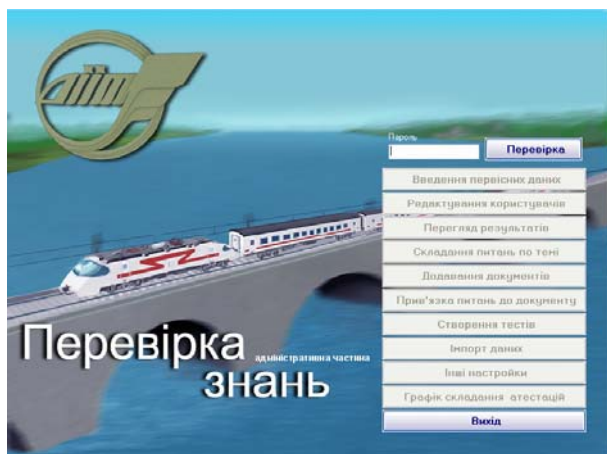 діїт
Пароль
Перевірка
Введення первісних даних
Редактування користувачів
Перегляд результатів
Складання питань по темі
Додавання документів
Прив'язка питань до документу
Створення тестів
Імпорт даних
Інші настройки
Графік складання атестацій
Вихід
Перевірка
адміністративна частина
знань